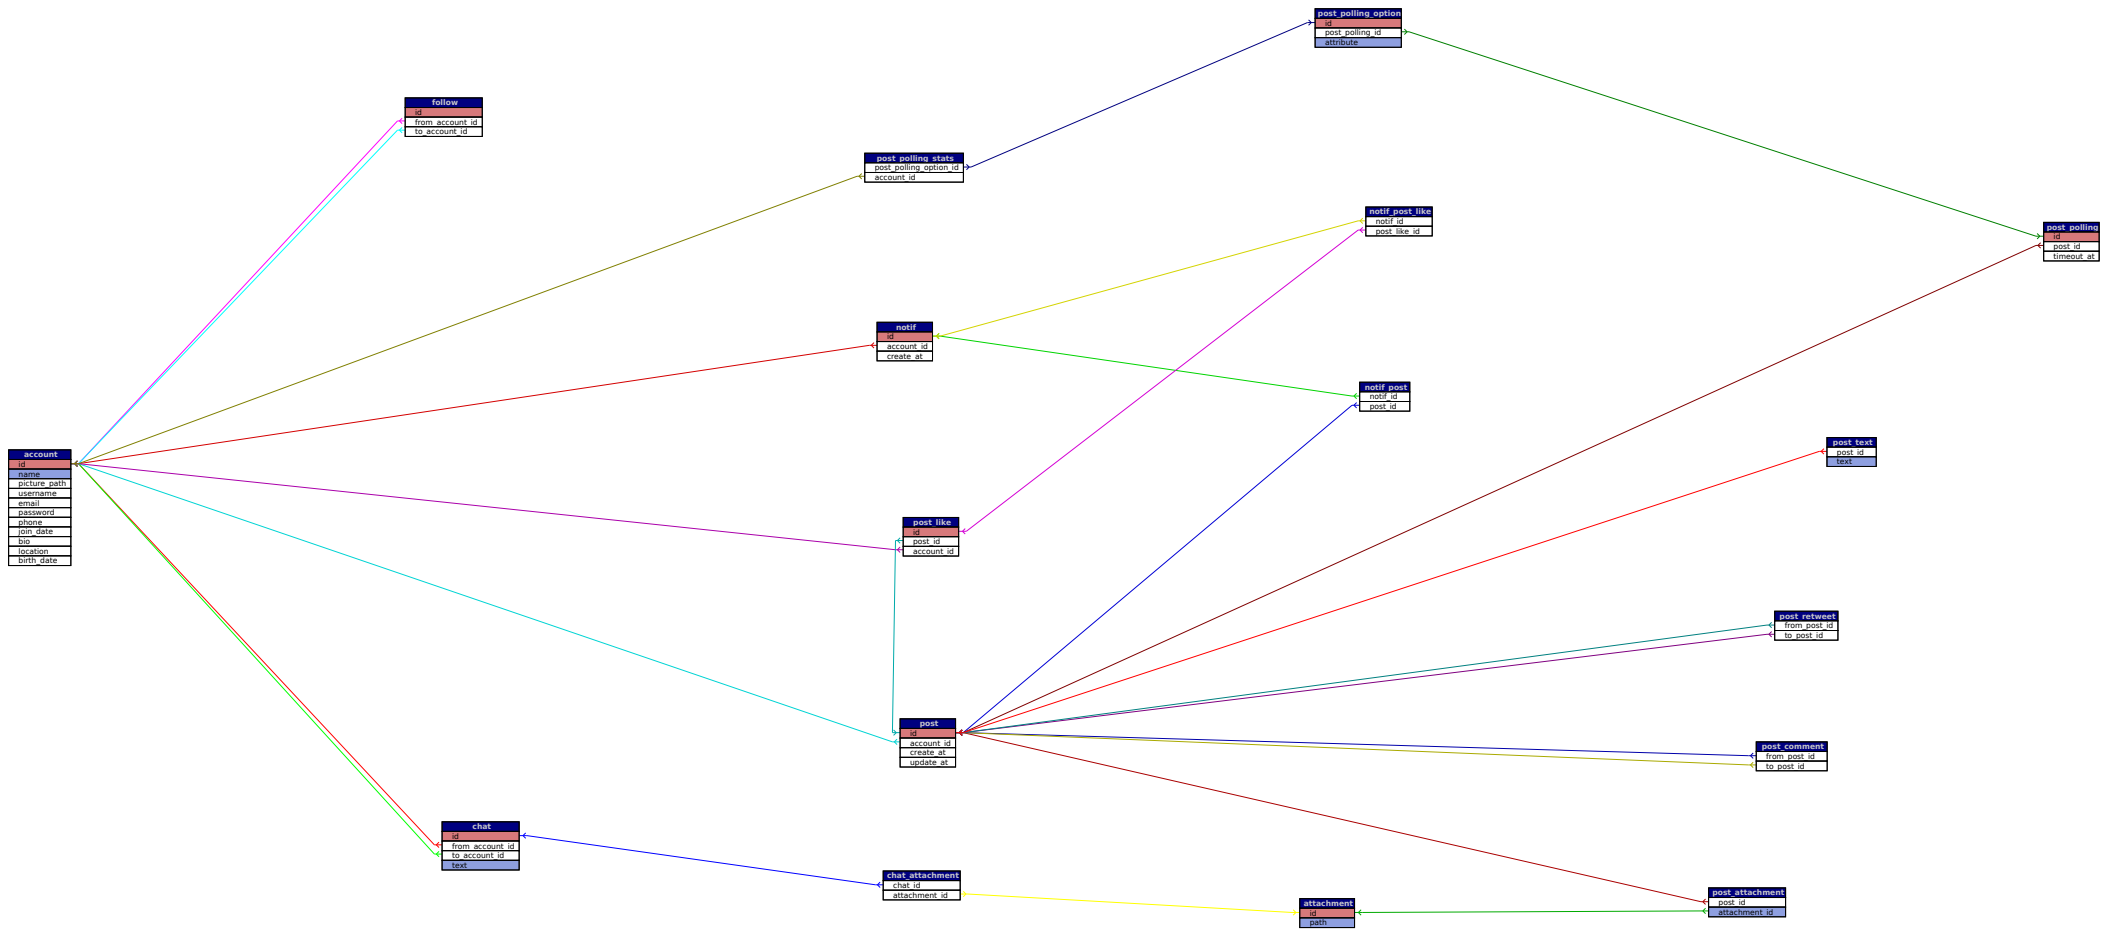 post_polling_option
id
post_polling_id
attribute
follow
id
from_account_id
to_account_id
post_polling_stats
post_polling_option_id
account_id
notif_post_like
notif_id
post_like_id
post_polling
id
post_id
timeout_at
notif
id
account_id
create_at
notif_post
notif_id
post_id
post_text
post_id
text
account
id
name
picture_path
username
email
password
phone
join_date
bio
location
birth_date
post_like
id
post_id
account_id
post_retweet
from_post_id
to_post_id
post
id
account_id
create_at
update_at
post_comment
from_post_id
to_post_id
chat
id
from_account_id
to_account_id
text
chat_attachment
chat_id
attachment_id
attachment
id
path
post_attachment
post_id
attachment_id